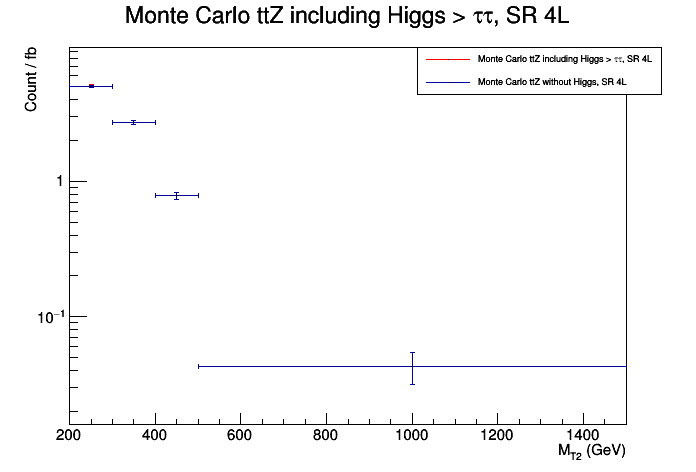 Monte Carlo ttZ including Higgs > ττ, SR 4L
Count / fb
Monte Carlo ttZ including Higgs > ττ, SR 4L
Monte Carlo ttZ without Higgs, SR 4L
1
10⁻¹
200 400 600 800 1000 1200 1400
M_T2 (GeV)